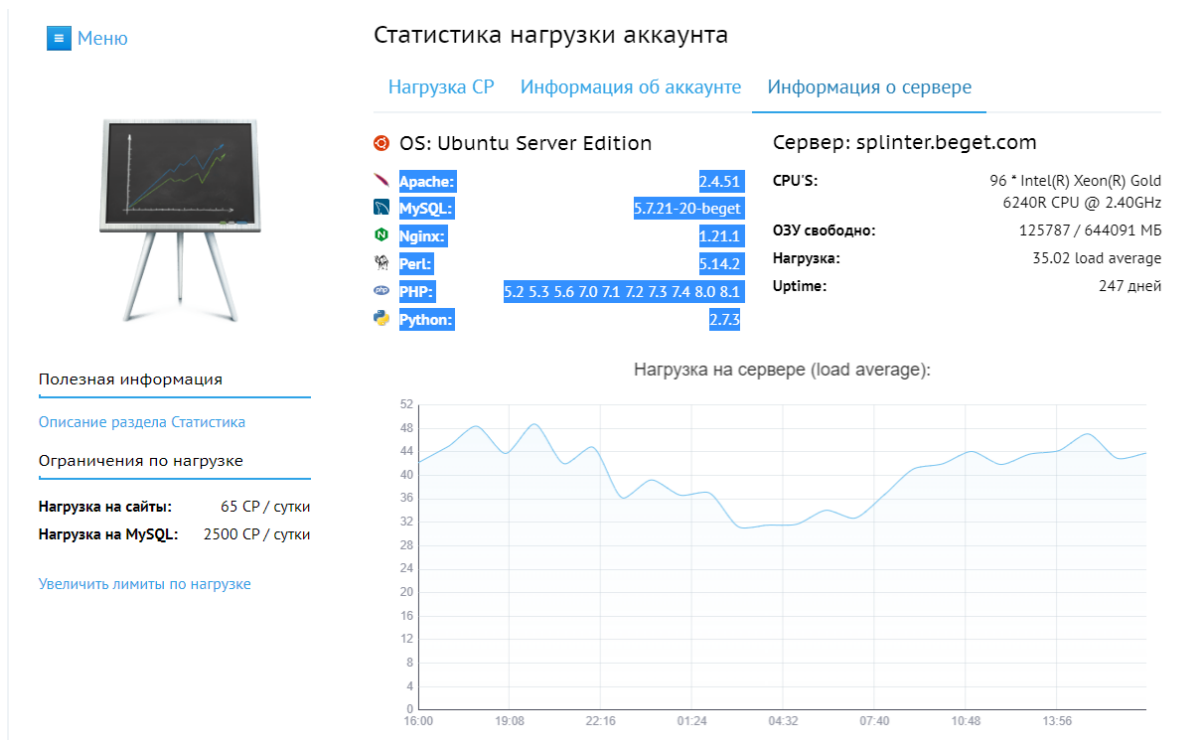 Меню
Статистика нагрузки аккаунта
Нагрузка CP Информация об аккаунте Информация о сервере
OS: Ubuntu Server Edition
Apache: 2.4.51
MySQL: 5.7.21-20-beget
Nginx: 1.21.1
Perl: 5.14.2
PHP: 5.2 5.3 5.6 7.0 7.1 7.2 7.3 7.4 8.0 8.1
Python: 2.7.3
Сервер: splinter.beget.com
CPU'S: 96 * Intel(R) Xeon(R) Gold
6240R CPU @ 2.40GHz
ОЗУ свободно: 125787 / 644091 МБ
Нагрузка: 35.02 load average
Uptime: 247 дней
Полезная информация
Описание раздела Статистика
Ограничения по нагрузке
Нагрузка на сайты: 65 CP / сутки
Нагрузка на MySQL: 2500 CP / сутки
Увеличить лимиты по нагрузке
Нагрузка на сервере (load average):
52
48
44
40
36
32
28
24
20
16
12
8
4
0
16:00 19:08 22:16 01:24 04:32 07:40 10:48 13:56